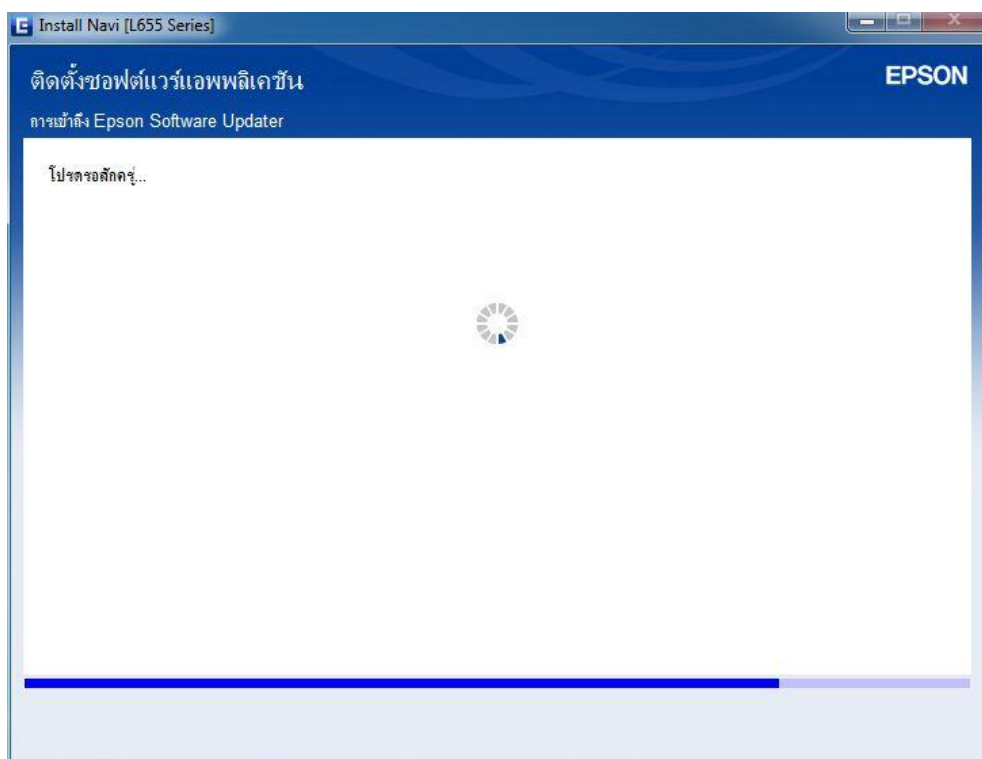 Install Navi [L655 Series]
ติดตั้งซอฟต์แวร์แอพพลิเคชัน
EPSON
การเข้าถึง Epson Software Updater
โปรดรอสักครู่...